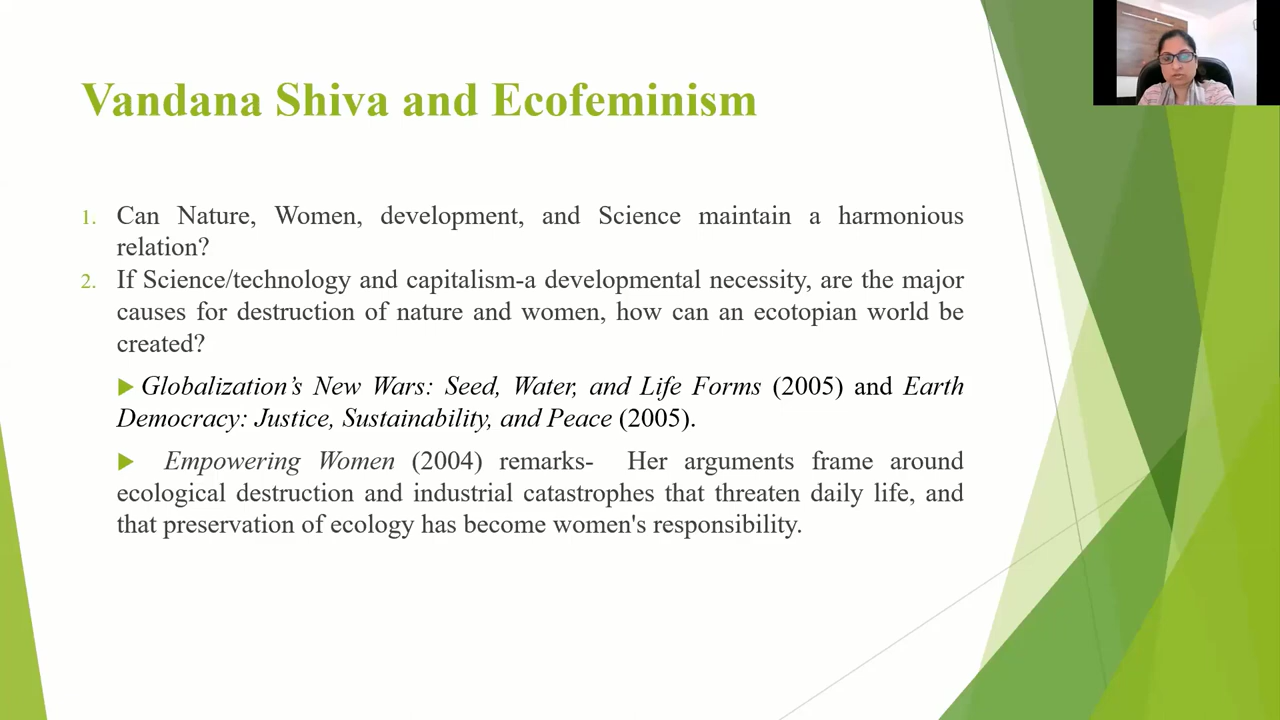 Vandana Shiva and Ecofeminism
1. Can Nature, Women, development, and Science maintain a harmonious
relation?
2. If Science/technology and capitalism-a developmental necessity, are the major
causes for destruction of nature and women, how can an ecotopian world be
created?
Globalization’s New Wars: Seed, Water, and Life Forms (2005) and Earth
Democracy: Justice, Sustainability, and Peace (2005).
Empowering Women (2004) remarks- Her arguments frame around
ecological destruction and industrial catastrophes that threaten daily life, and
that preservation of ecology has become women's responsibility.